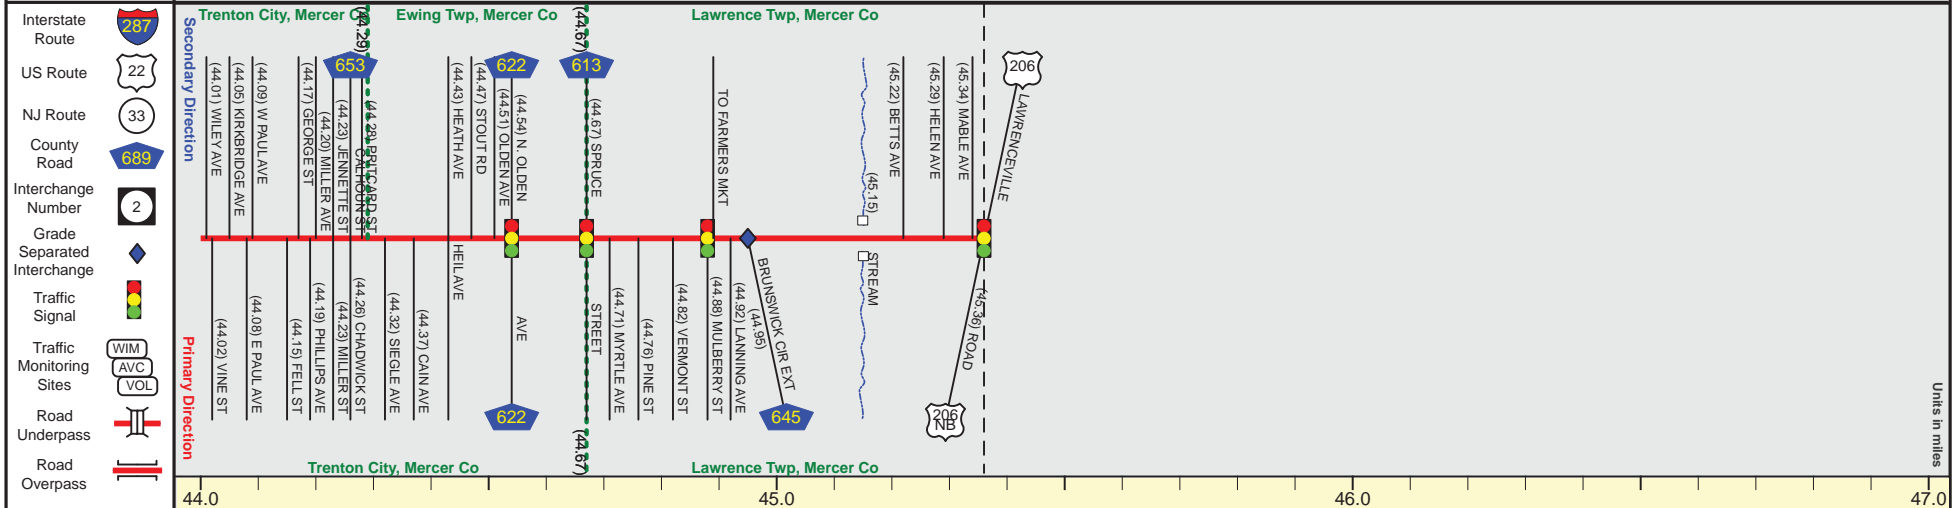 Interstate
Route
287
US Route
22
NJ Route
33
County
Road
689
Interchange
Number
2
Grade
Separated
Interchange
Traffic
Signal
Traffic
Monitoring
Sites
WIM
AVC
VOL
Road
Underpass
Road
Overpass
Secondary Direction
Primary Direction
Trenton City, Mercer Co
(44.29)
Ewing Twp, Mercer Co
(44.67)
Lawrence Twp, Mercer Co
653
622
613
206
(44.01) WILEY AVE
(44.05) KIRKBRIDGE AVE
(44.09) W PAUL AVE
(44.17) GEORGE ST
(44.20) MILLER AVE
(44.23) JENNETTE ST
CALHOUN ST
(44.28) PRITCARD ST
(44.43) HEATH AVE
(44.47) STOUT RD
(44.51) OLDEN AVE
(44.54) N. OLDEN
(44.67) SPRUCE
TO FARMERS MKT
(45.15)
(45.22) BETTS AVE
(45.29) HELEN AVE
(45.34) MABLE AVE
LAWRENCEVILLE
(44.02) VINE ST
(44.08) E PAUL AVE
(44.15) FELL ST
(44.19) PHILLIPS AVE
(44.23) MILLER ST
(44.26) CHADWICK ST
(44.32) SIEGLE AVE
(44.37) CAIN AVE
HEIL AVE
AVE
STREET
(44.71) MYRTLE AVE
(44.76) PINE ST
(44.82) VERMONT ST
(44.88) MULBERRY ST
(44.92) LANNING AVE
(44.95)
BRUNSWICK CIR EXT
STREAM
(45.36) ROAD
622
645
206
NB
Trenton City, Mercer Co
(44.67)
Lawrence Twp, Mercer Co
Units in miles
44.0
45.0
46.0
47.0